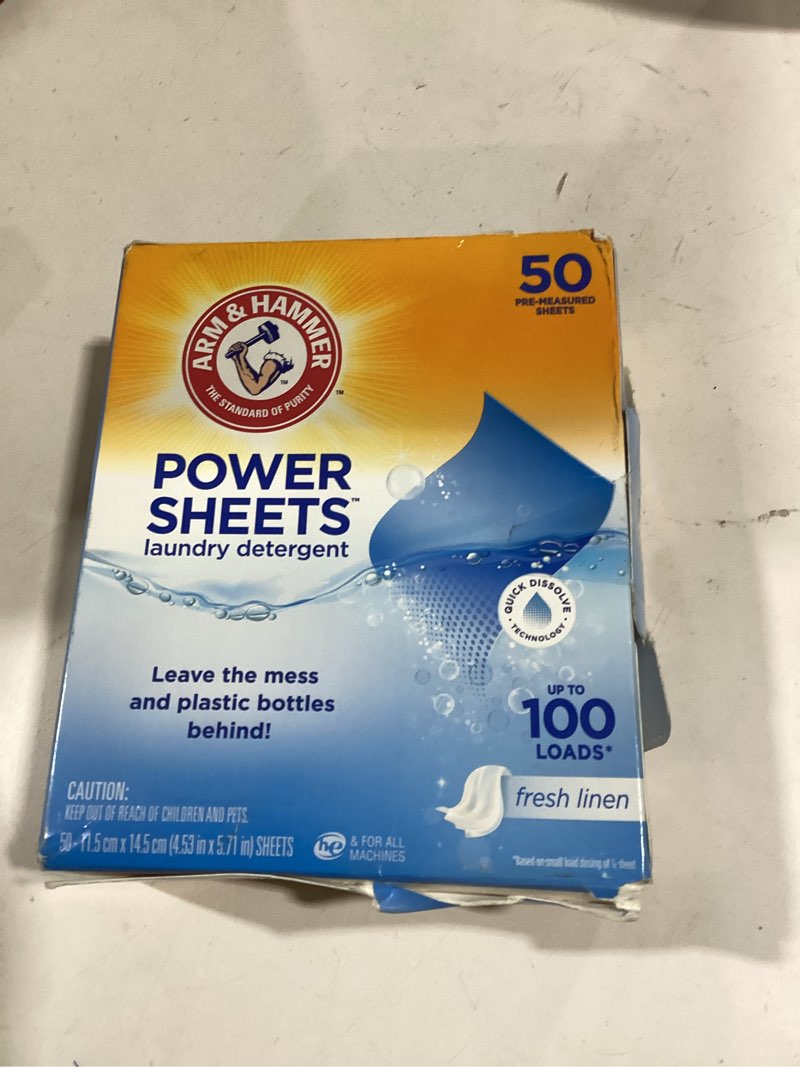 50
PRE-MEASURED
SHEETS
ARM & HAMMER
THE STANDARD OF PURITY
TM
TM
POWER
SHEETS™
laundry detergent
QUICK DISSOLVE
• TECHNOLOGY •
Leave the mess
and plastic bottles
behind!
UP TO
100
LOADS*
fresh linen
CAUTION:
KEEP OUT OF REACH OF CHILDREN AND PETS.
50 - 11.5 cm x 14.5 cm (4.53 in x 5.71 in) SHEETS
he & FOR ALL
MACHINES
*Based on small load dosing of ½ sheet